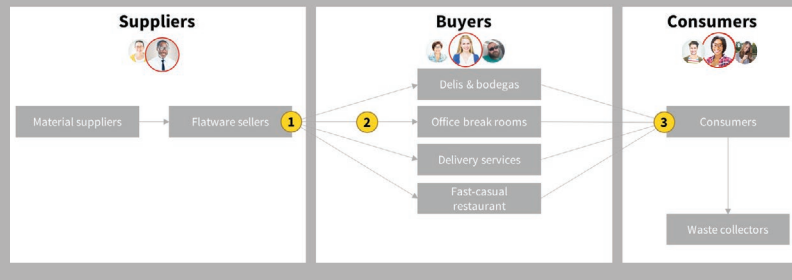 Suppliers
Material suppliers
Flatware sellers
1
Buyers
2
Delis & bodegas
Office break rooms
Delivery services
Fast-casual
restaurant
Consumers
3
Consumers
Waste collectors